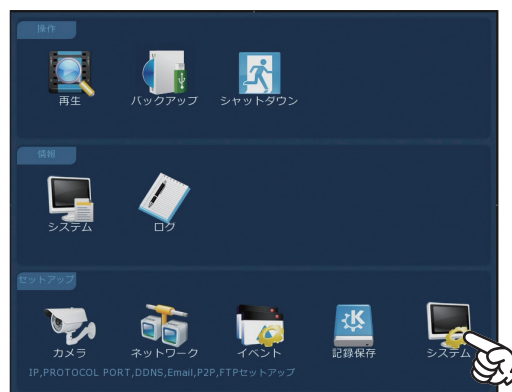 操作
再生
バックアップ
シャットダウン
情報
システム
ログ
セットアップ
カメラ
ネットワーク
イベント
記録保存
システム
IP,PROTOCOL PORT,DDNS,Email,P2P,FTPセットアップ